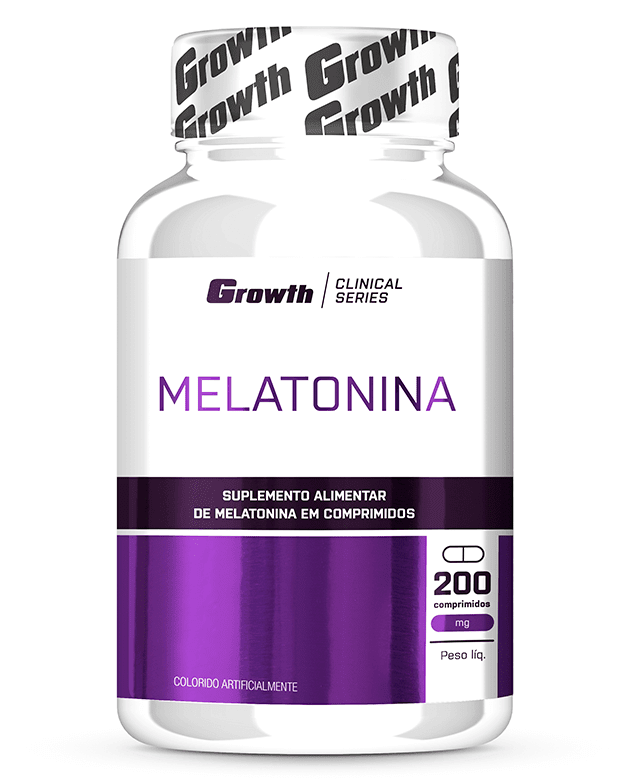 Growth Growth
Growth Growth
Growth CLINICAL
SERIES
MELATONINA
SUPLEMENTO ALIMENTAR
DE MELATONINA EM COMPRIMIDOS
200
comprimidos
mg
Peso líq.
COLORIDO ARTIFICIALMENTE